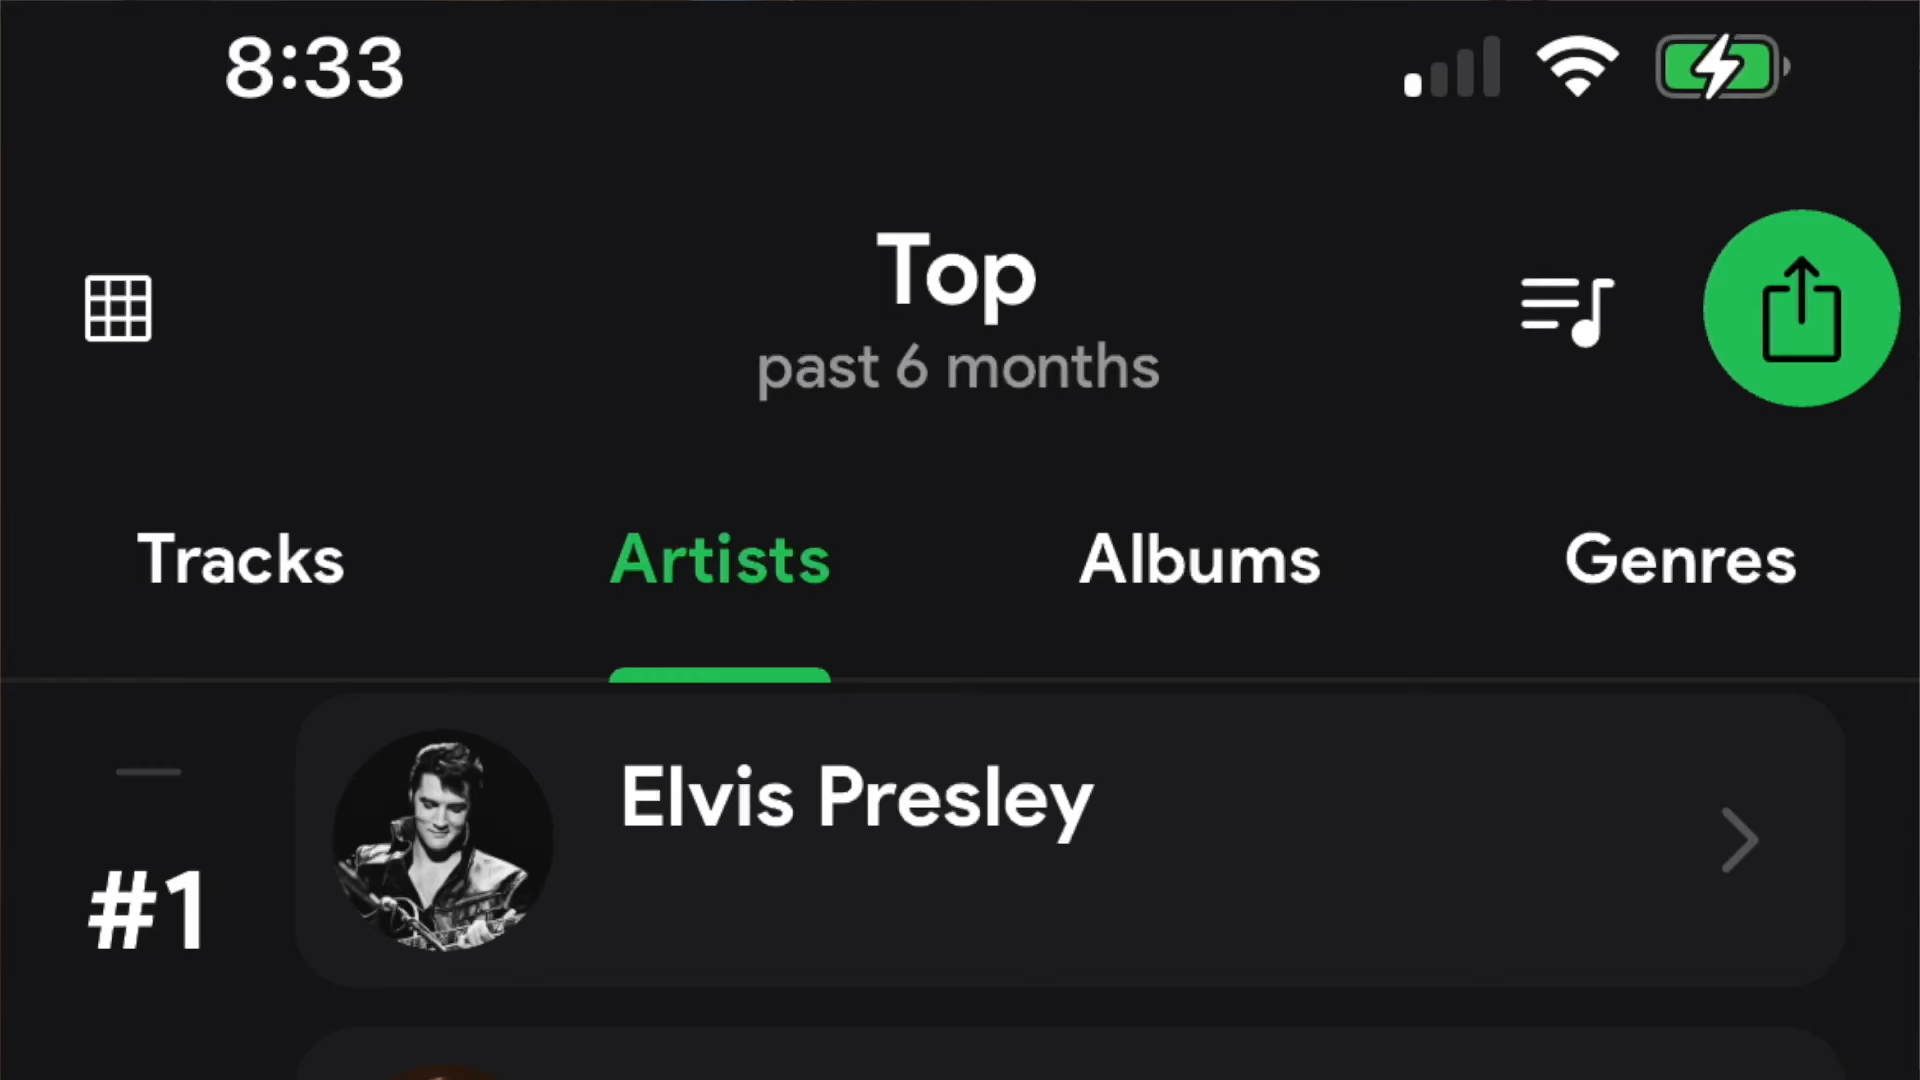 8:33
Top
past 6 months
Tracks Artists Albums Genres
Elvis Presley
#1